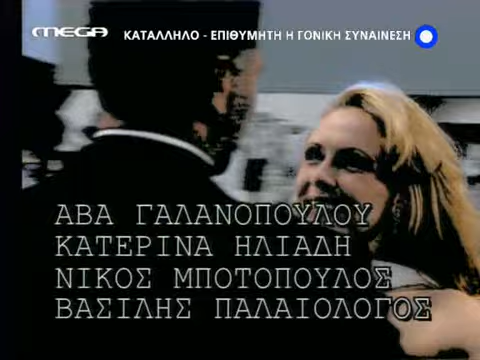 MEGA ΚΑΤΑΛΛΗΛΟ - ΕΠΙΘΥΜΗΤΗ Η ΓΟΝΙΚΗ ΣΥΝΑΙΝΕΣΗ
ΑΒΑ ΓΑΛΑΝΟΠΟΥΛΟΥ
ΚΑΤΕΡΙΝΑ ΗΛΙΑΔΗ
ΝΙΚΟΣ ΜΠΟΤΟΠΟΥΛΟΣ
ΒΑΣΙΛΗΣ ΠΑΛΑΙΟΛΟΓΟΣ